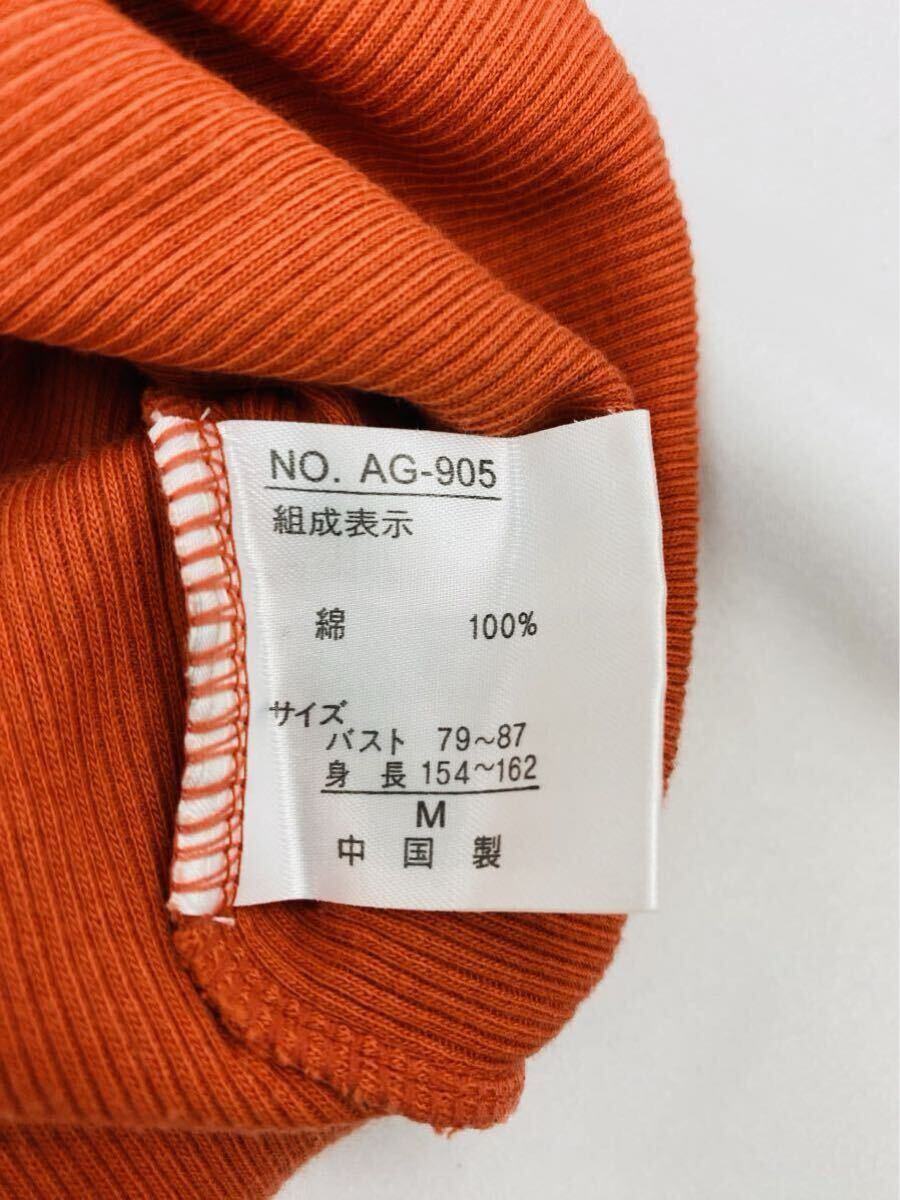 NO. AG-905
組成表示
綿 100%
サイズ
バスト 79～87
身長 154～162
M
中国製